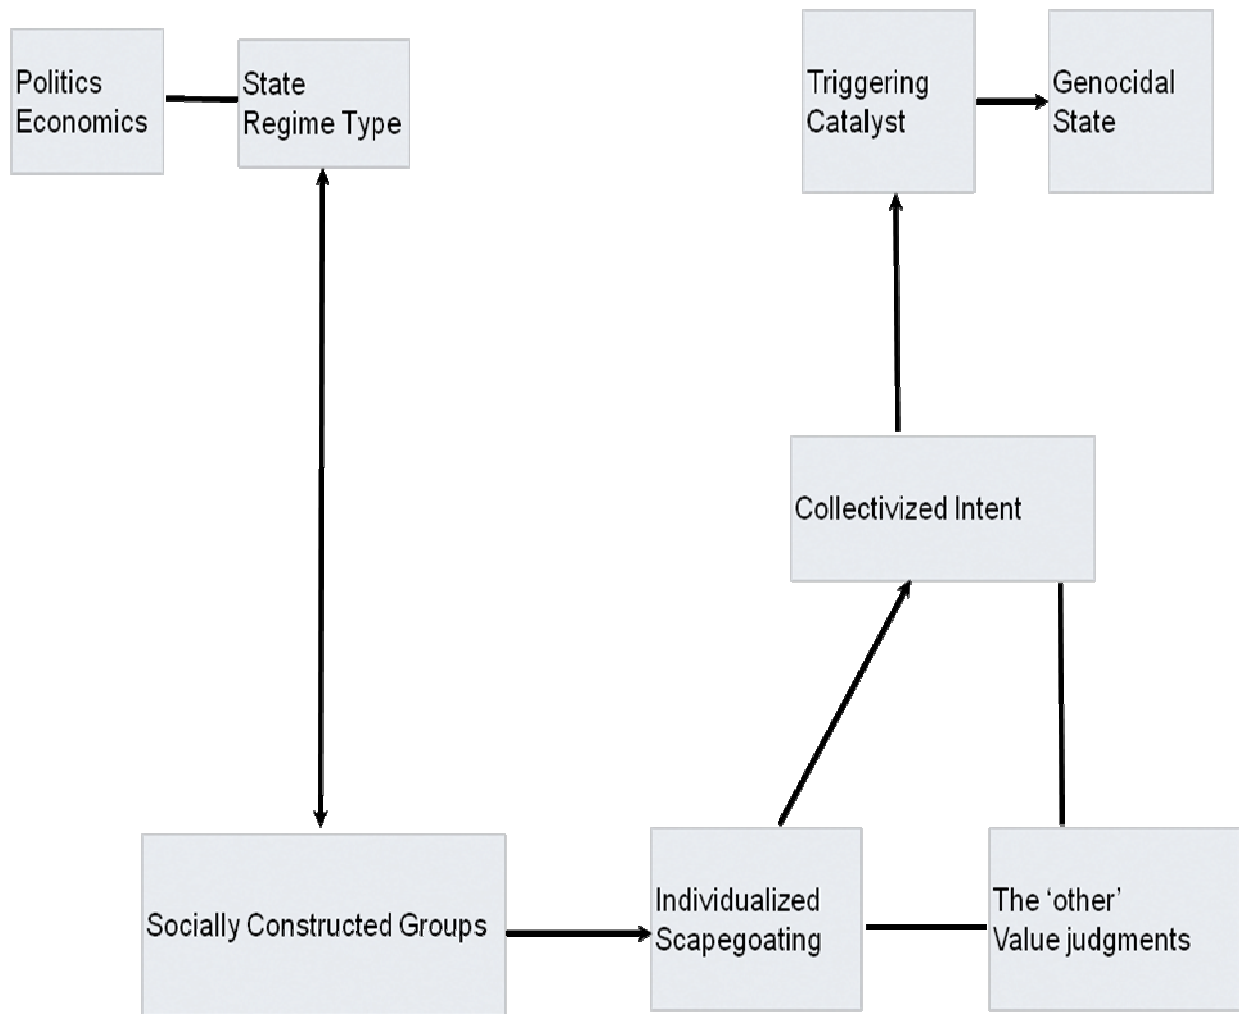 Politics
Economics
State
Regime Type
Triggering
Catalyst
Genocidal
State
Collectivized Intent
Socially Constructed Groups
Individualized
Scapegoating
The ‘other’
Value judgments